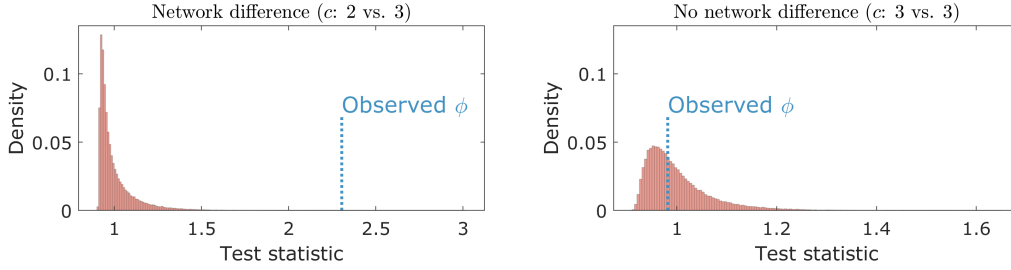 Network difference (c: 2 vs. 3)
Density
0.1
0.05
0
Observed ϕ
1
1.5
2
2.5
3
Test statistic
No network difference (c: 3 vs. 3)
Density
0.1
0.05
0
Observed ϕ
1
1.2
1.4
1.6
Test statistic